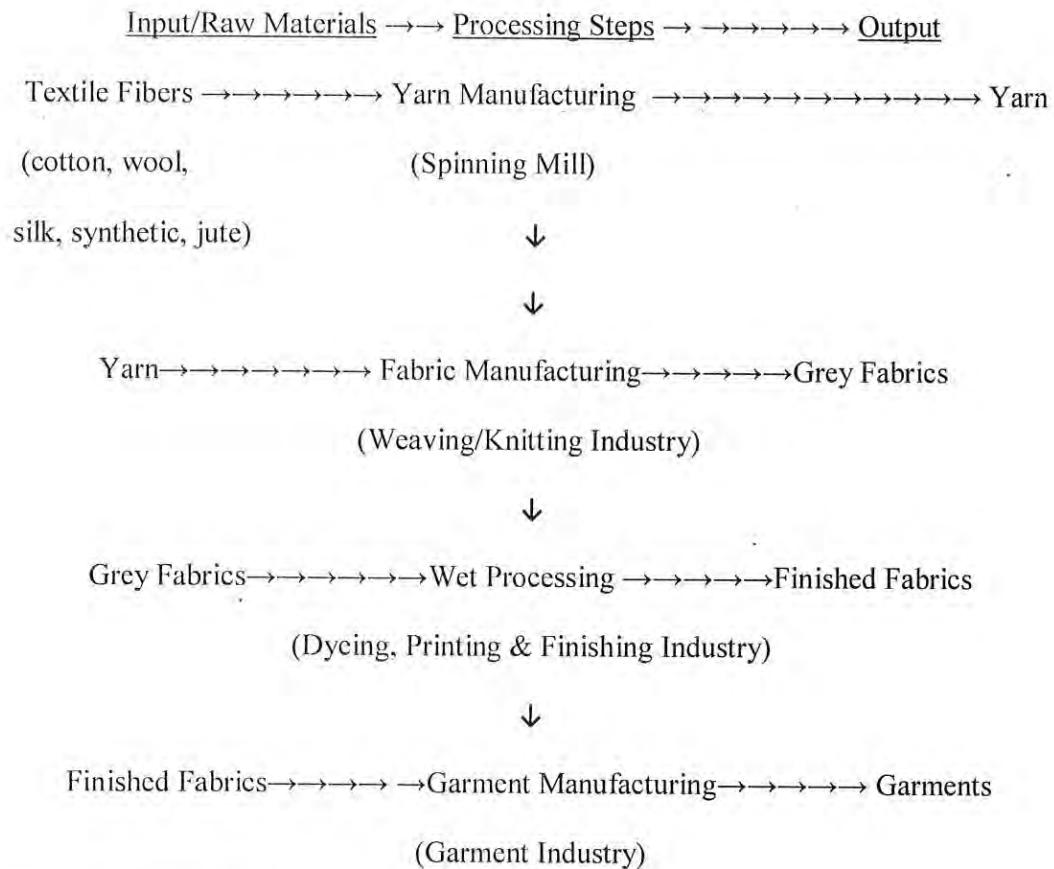 Input/Raw Materials →→ Processing Steps → →→→→→ Output
Textile Fibers →→→→→→ Yarn Manufacturing →→→→→→→→→→ Yarn
(cotton, wool, (Spinning Mill)
silk, synthetic, jute) ↓
↓
Yarn→→→→→→→ Fabric Manufacturing→→→→→Grey Fabrics
(Weaving/Knitting Industry)
↓
Grey Fabrics→→→→→→Wet Processing →→→→→Finished Fabrics
(Dyeing, Printing & Finishing Industry)
↓
Finished Fabrics→→→→ →Garment Manufacturing→→→→→ Garments
(Garment Industry)